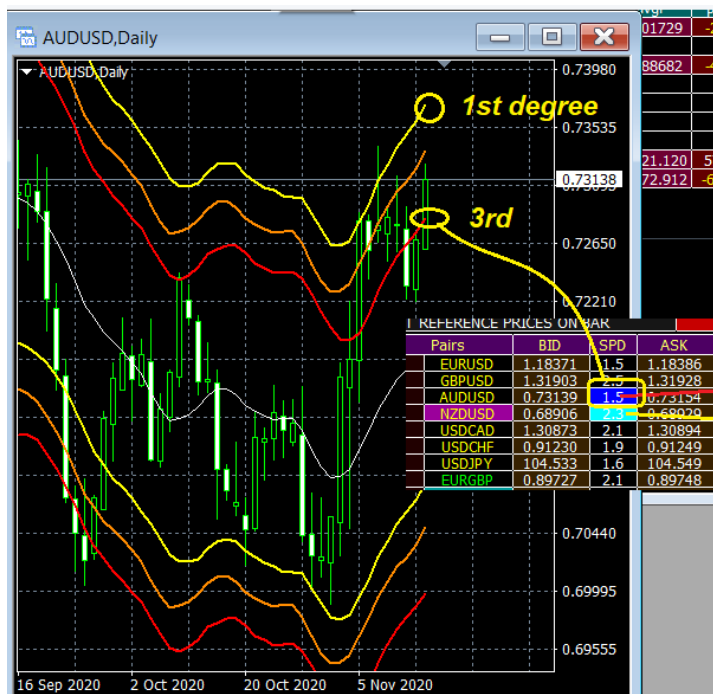 AUDUSD,Daily
AUDUSD,Daily
0.73980
0.73535
0.73138
0.72650
0.72210
0.70440
0.69995
0.69555
16 Sep 2020
2 Oct 2020
20 Oct 2020
5 Nov 2020
1st degree
3rd
REFERENCE PRICES ON BAR
Pairs BID SPD ASK
EURUSD 1.18371 1.5 1.18386
GBPUSD 1.31903 2.5 1.31928
AUDUSD 0.73139 1.5 0.73154
NZDUSD 0.68906 2.3 0.68929
USDCAD 1.30873 2.1 1.30894
USDCHF 0.91230 1.9 0.91249
USDJPY 104.533 1.6 104.549
EURGBP 0.89727 2.1 0.89748
01729
88682
21.120
72.912